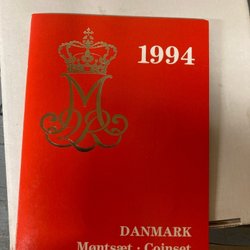 1994
DANMARK
Møntsæt · Coinset